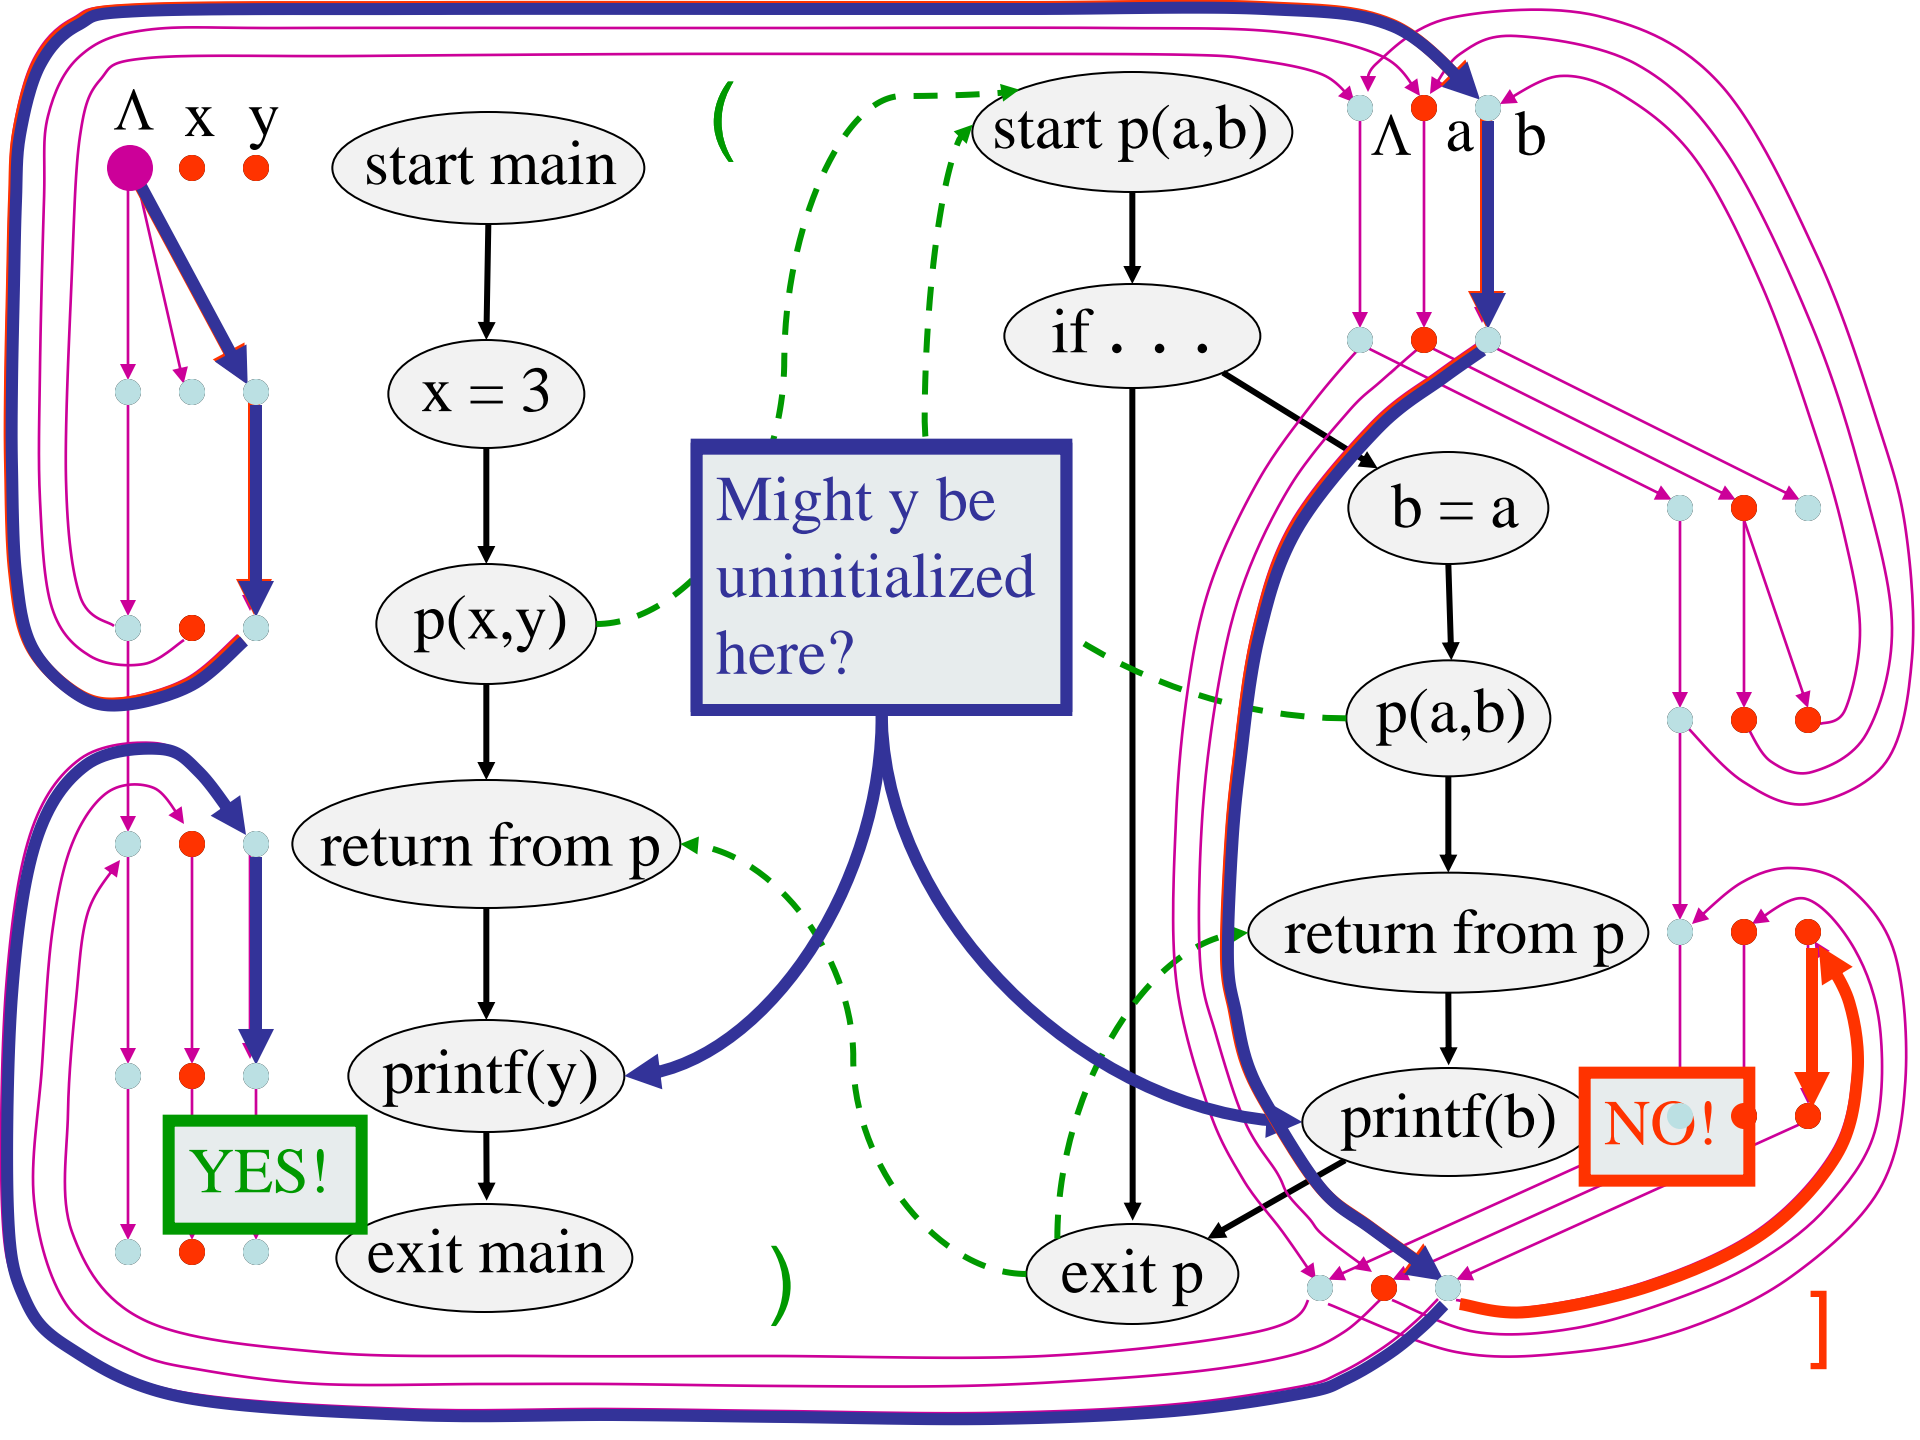 Λ x y
start main
x = 3
p(x,y)
return from p
printf(y)
exit main
YES!
(
)
Might y be
uninitialized
here?
start p(a,b)
if . . .
b = a
p(a,b)
return from p
printf(b)
exit p
Λ a b
NO!
]